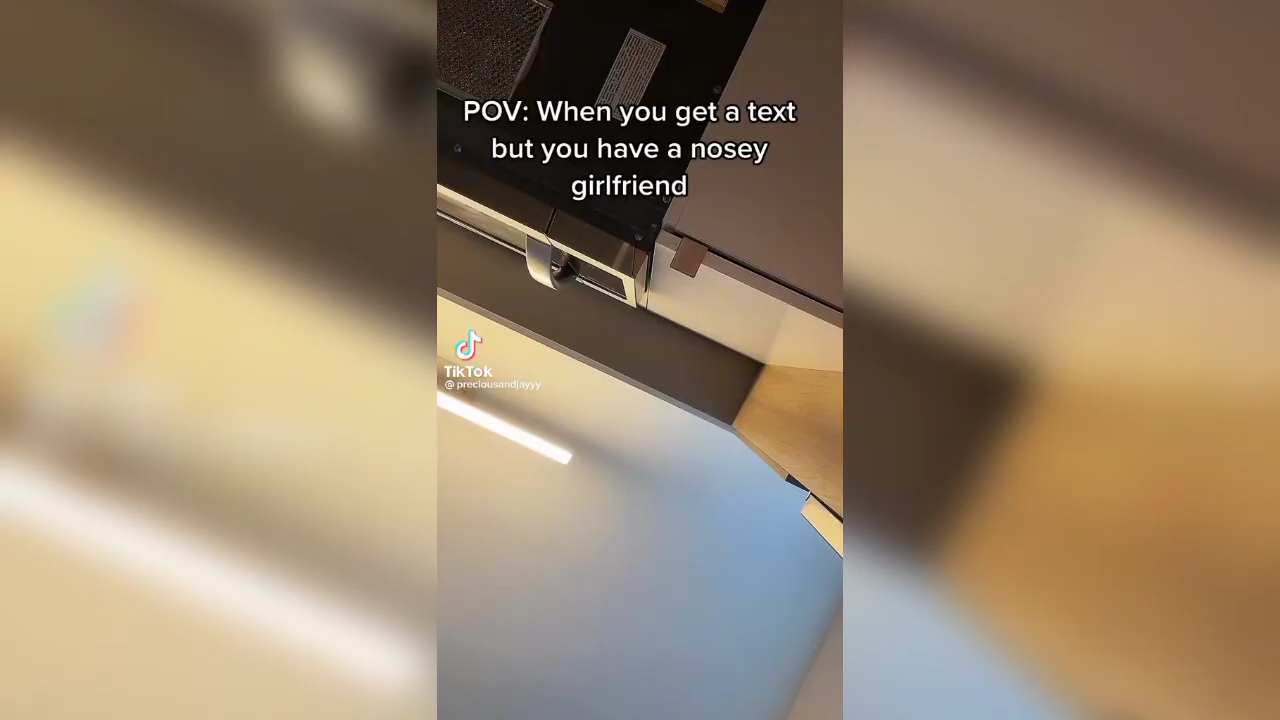 POV: When you get a text
but you have a nosey
girlfriend
TikTok
@preciousandjayyy